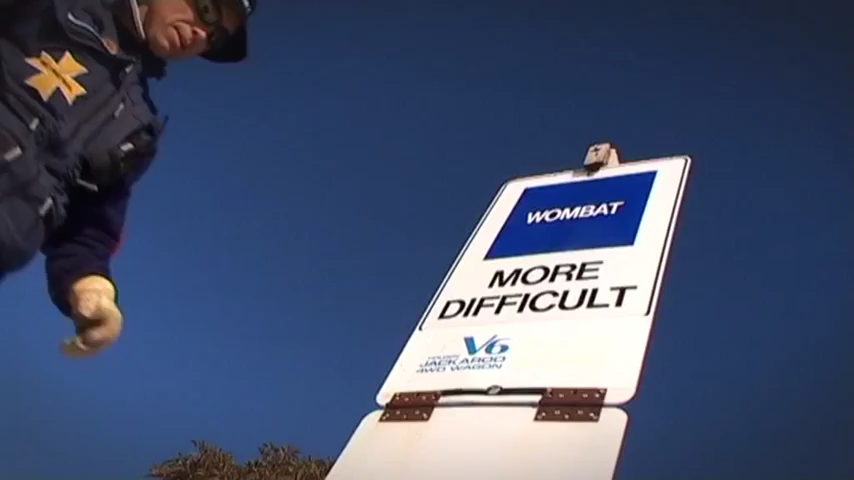 WOMBAT
MORE
DIFFICULT
V6
JACKAROO
4WD WAGON